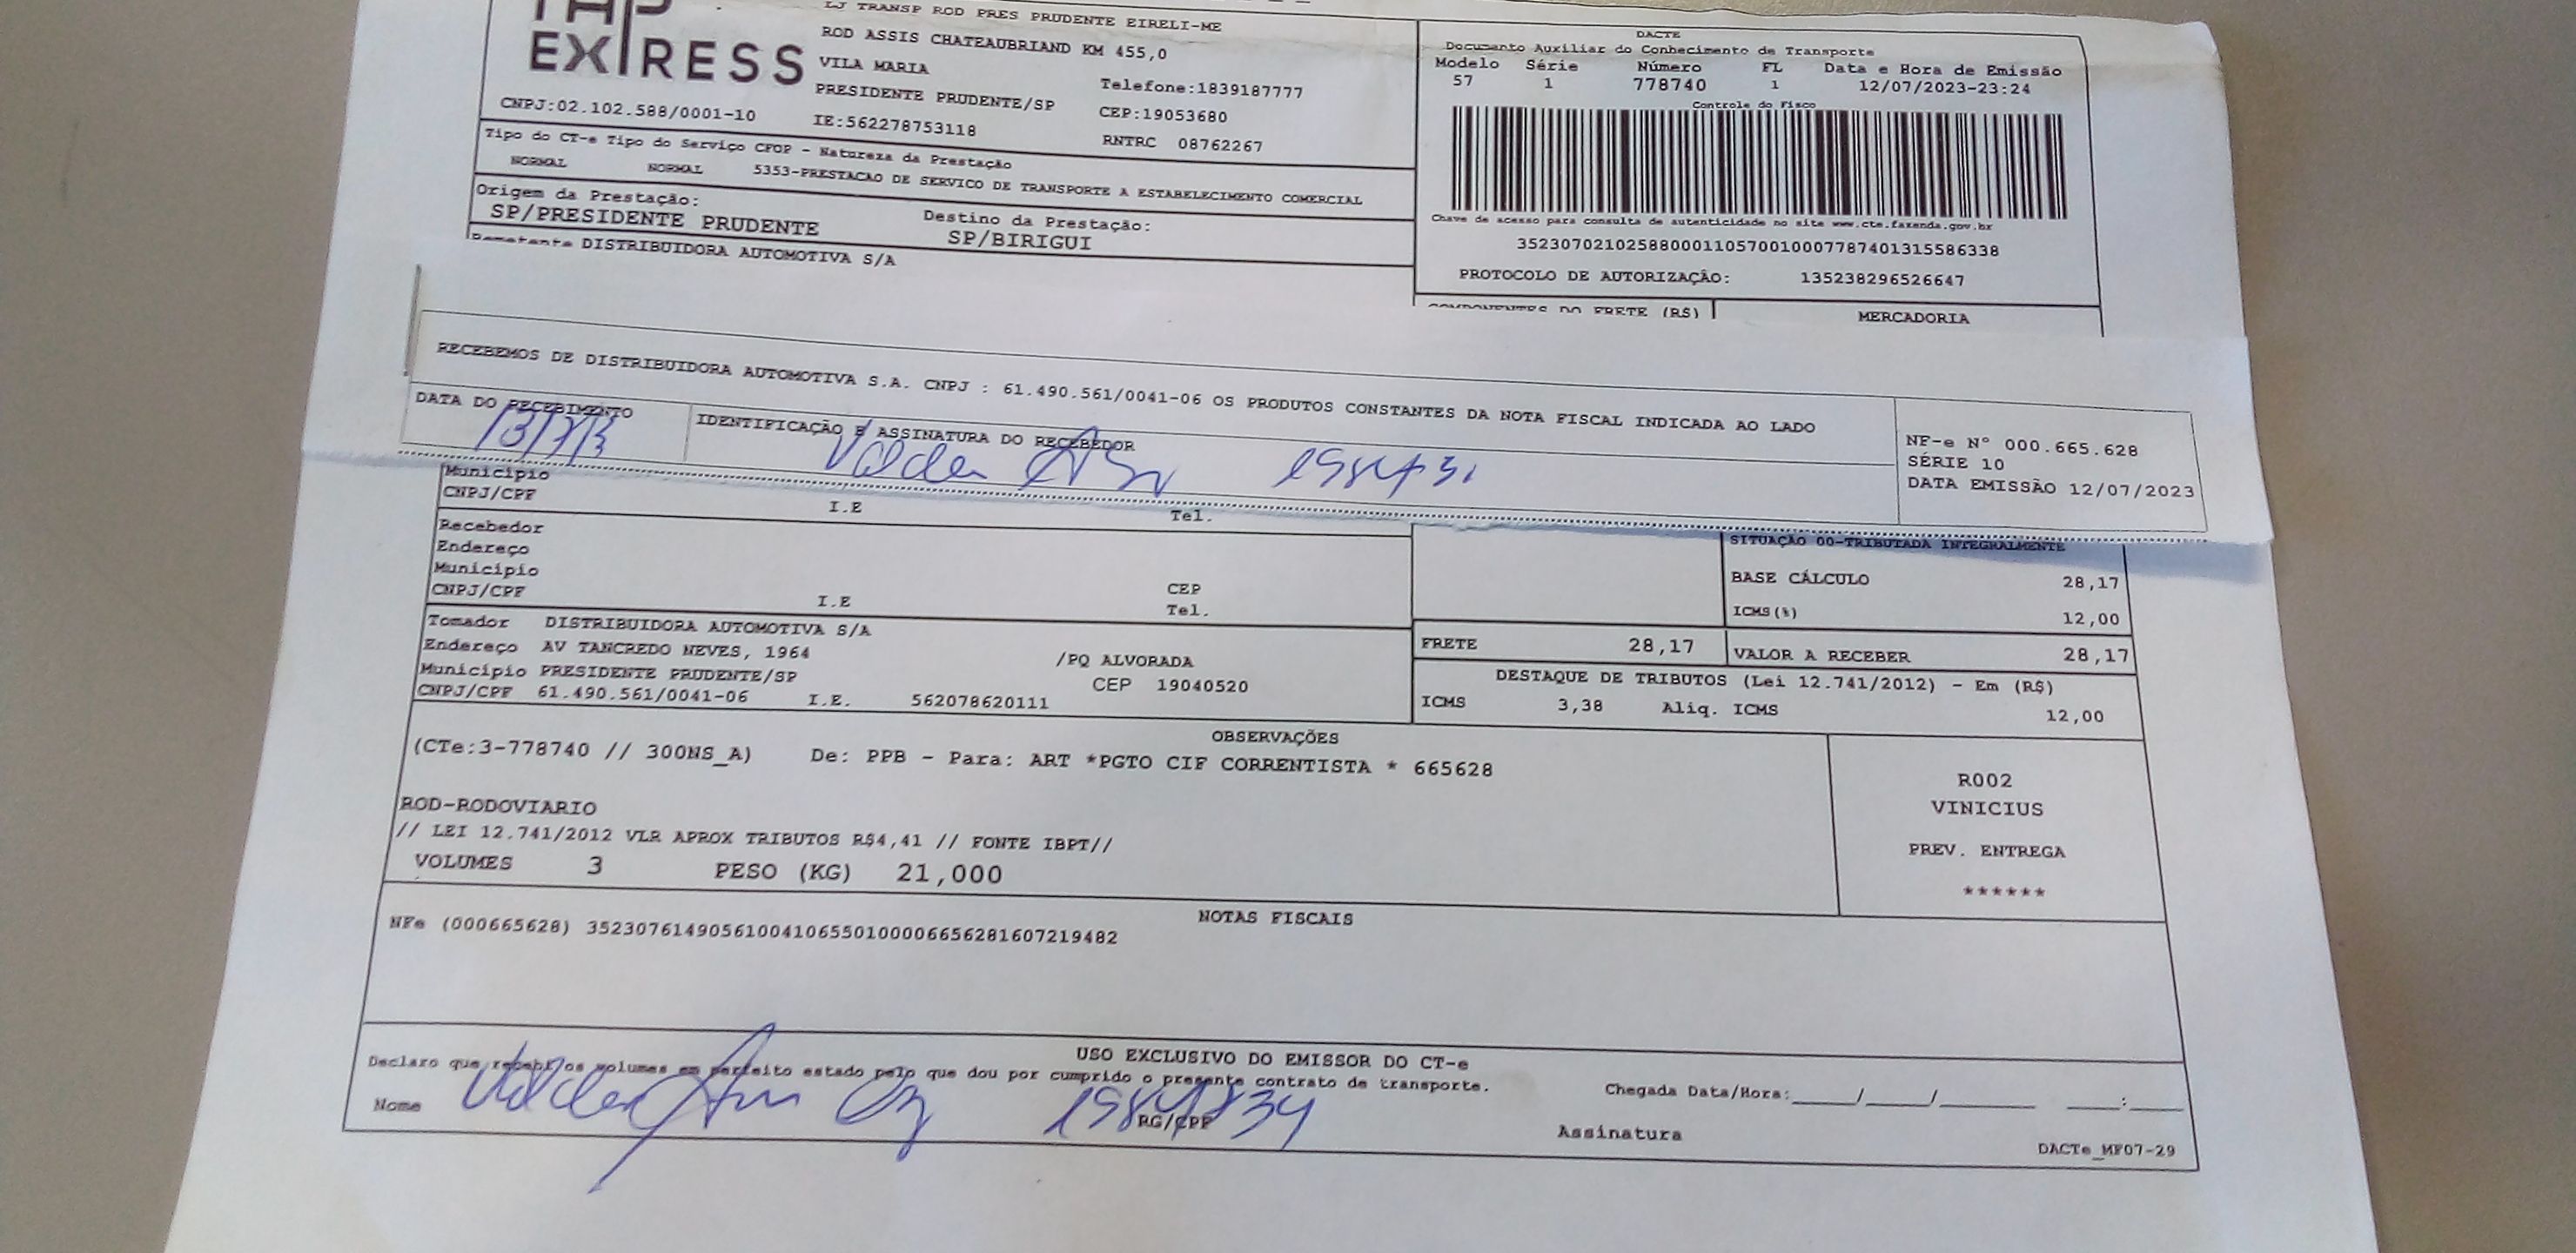 EXPRESS
LJ TRANSP ROD PRES PRUDENTE EIRELI-ME
ROD ASSIS CHATEAUBRIAND KM 455,0
VILA MARIA
PRESIDENTE PRUDENTE/SP
Telefone:1839187777
CEP:19053680
CNPJ:02.102.588/0001-10
IE:562278753118
RNTRC 08762267
Tipo do CT-e Tipo do Serviço CFOP - Natureza da Prestação
NORMAL NORMAL 5353-PRESTACAO DE SERVICO DE TRANSPORTE A ESTABELECIMENTO COMERCIAL
Origem da Prestação: Destino da Prestação:
SP/PRESIDENTE PRUDENTE SP/BIRIGUI
Remetente DISTRIBUIDORA AUTOMOTIVA S/A
DACTE
Documento Auxiliar do Conhecimento de Transporte
Modelo Série Número FL Data e Hora de Emissão
57 1 778740 1 12/07/2023-23:24
Controle do Fisco
Chave de acesso para consulta de autenticidade no site www.cte.fazenda.gov.br
35230702102588000110570010007787401315586338
PROTOCOLO DE AUTORIZAÇÃO: 135238296526647
COMPONENTES DO FRETE (R$) MERCADORIA
RECEBEMOS DE DISTRIBUIDORA AUTOMOTIVA S.A. CNPJ : 61.490.561/0041-06 OS PRODUTOS CONSTANTES DA NOTA FISCAL INDICADA AO LADO
DATA DO RECEBIMENTO IDENTIFICAÇÃO E ASSINATURA DO RECEBEDOR
NF-e Nº 000.665.628
SÉRIE 10
DATA EMISSÃO 12/07/2023
Município
CNPJ/CPF I.E Tel.
Recebedor
Endereço
Município CEP
CNPJ/CPF I.E Tel.
SITUAÇÃO 00-TRIBUTADA INTEGRALMENTE
BASE CÁLCULO 28,17
ICMS(%) 12,00
Tomador DISTRIBUIDORA AUTOMOTIVA S/A
Endereço AV TANCREDO NEVES, 1964 /PQ ALVORADA
Município PRESIDENTE PRUDENTE/SP CEP 19040520
CNPJ/CPF 61.490.561/0041-06 I.E. 562078620111
FRETE 28,17 VALOR A RECEBER 28,17
DESTAQUE DE TRIBUTOS (Lei 12.741/2012) - Em (R$)
ICMS 3,38 Aliq. ICMS 12,00
OBSERVAÇÕES
(CTe:3-778740 // 300NS_A) De: PPB - Para: ART *PGTO CIF CORRENTISTA * 665628
ROD-RODOVIARIO
// LEI 12.741/2012 VLR APROX TRIBUTOS R$4,41 // FONTE IBPT//
VOLUMES 3 PESO (KG) 21,000
R002
VINICIUS
PREV. ENTREGA
******
NOTAS FISCAIS
NFe (000665628) 35230761490561004106550100006656281607219482
USO EXCLUSIVO DO EMISSOR DO CT-e
Declaro que recebi os volumes em perfeito estado pelo que dou por cumprido o presente contrato de transporte.
Chegada Data/Hora:_____/_____/_______ ____:____
Nome RG/CPF Assinatura
DACTe_MF07-29